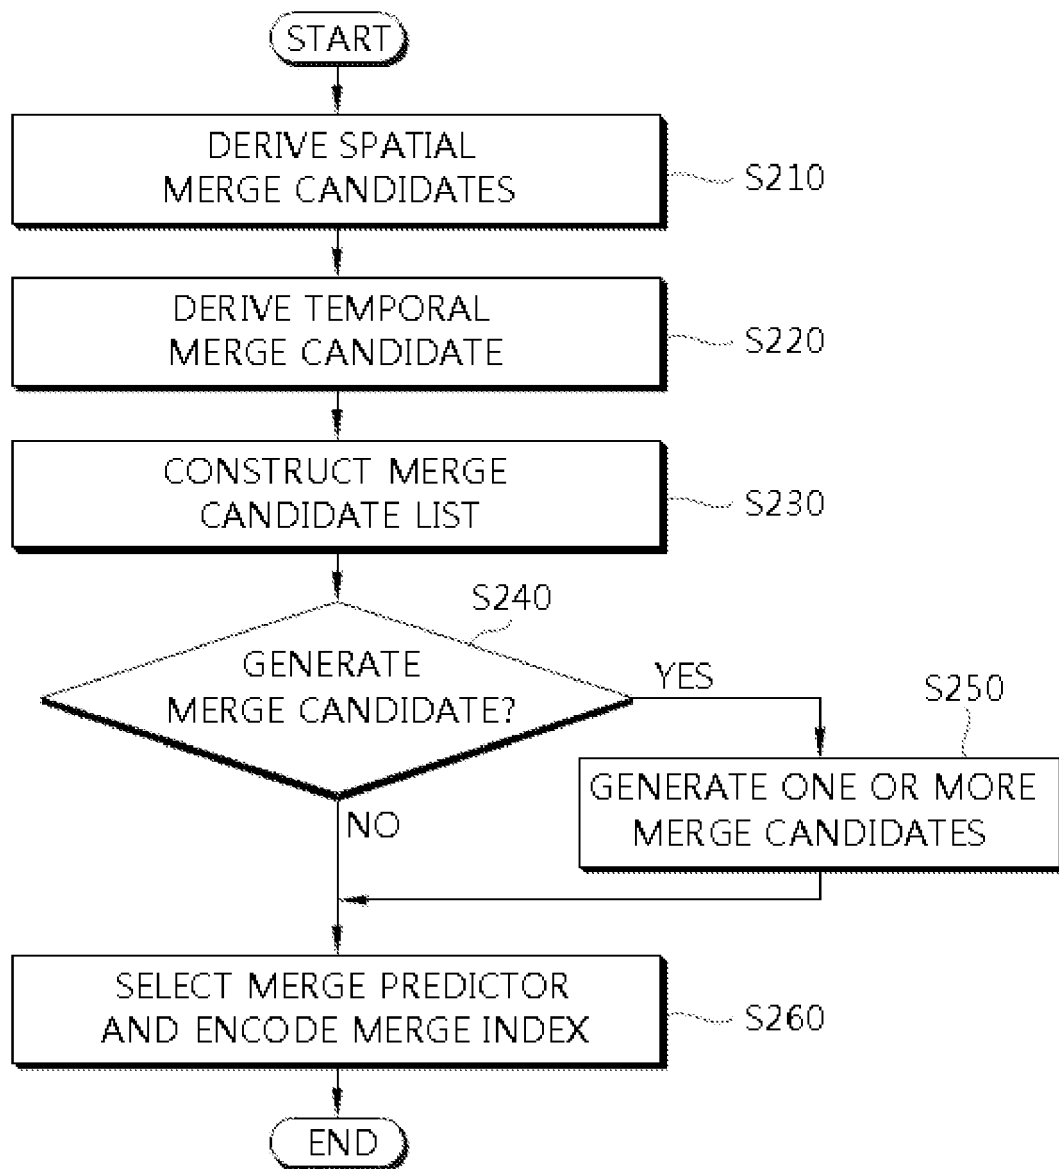 START
DERIVE SPATIAL
MERGE CANDIDATES
S210
DERIVE TEMPORAL
MERGE CANDIDATE
S220
CONSTRUCT MERGE
CANDIDATE LIST
S230
S240
GENERATE
MERGE CANDIDATE?
YES
S250
GENERATE ONE OR MORE
MERGE CANDIDATES
NO
SELECT MERGE PREDICTOR
AND ENCODE MERGE INDEX
S260
END